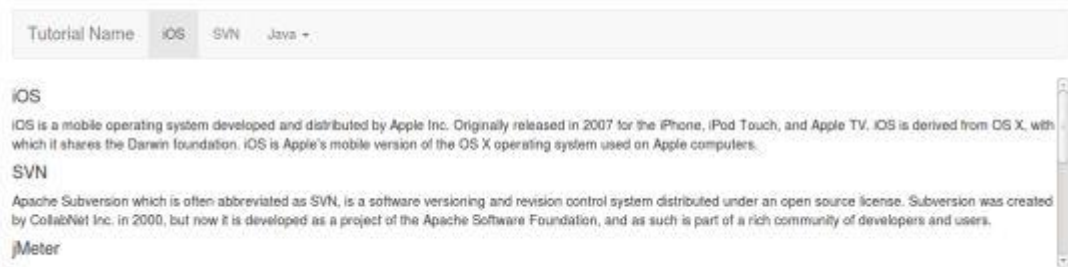 Tutorial Name iOS SVN Java
iOS
iOS is a mobile operating system developed and distributed by Apple Inc. Originally released in 2007 for the iPhone, iPod Touch, and Apple TV. iOS is derived from OS X, with
which it shares the Darwin foundation. iOS is Apple's mobile version of the OS X operating system used on Apple computers.
SVN
Apache Subversion which is often abbreviated as SVN, is a software versioning and revision control system distributed under an open source license. Subversion was created
by CollabNet Inc. in 2000, but now it is developed as a project of the Apache Software Foundation, and as such is part of a rich community of developers and users.
jMeter